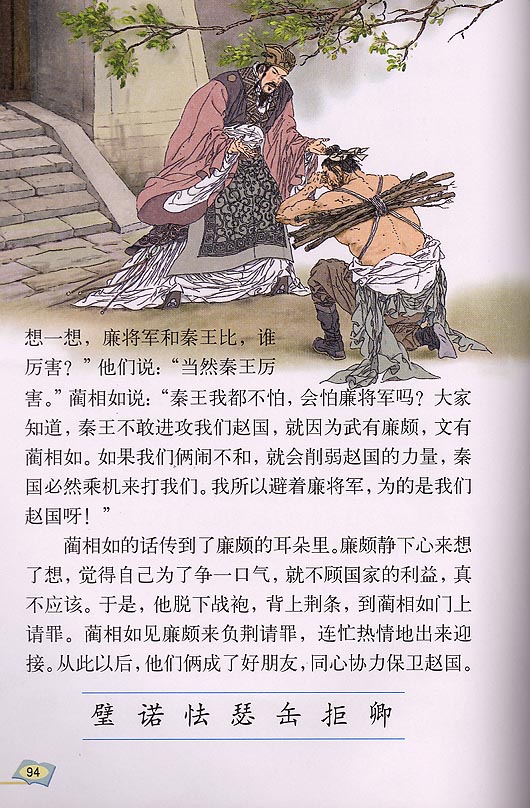 想一想，廉将军和秦王比，谁
厉害？”他们说：“当然秦王厉
害。”蔺相如说：“秦王我都不怕，会怕廉将军吗？大家
知道，秦王不敢进攻我们赵国，就因为武有廉颇，文有
蔺相如。如果我们俩闹不和，就会削弱赵国的力量，秦
国必然乘机来打我们。我所以避着廉将军，为的是我们
赵国呀！”
蔺相如的话传到了廉颇的耳朵里。廉颇静下心来想
了想，觉得自己为了争一口气，就不顾国家的利益，真
不应该。于是，他脱下战袍，背上荆条，到蔺相如门上
请罪。蔺相如见廉颇来负荆请罪，连忙热情地出来迎
接。从此以后，他们俩成了好朋友，同心协力保卫赵国。
璧 诺 怯 瑟 缶 拒 卿
94